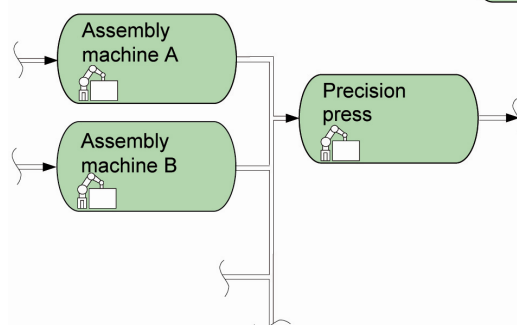 Assembly
machine A
Precision
press
Assembly
machine B